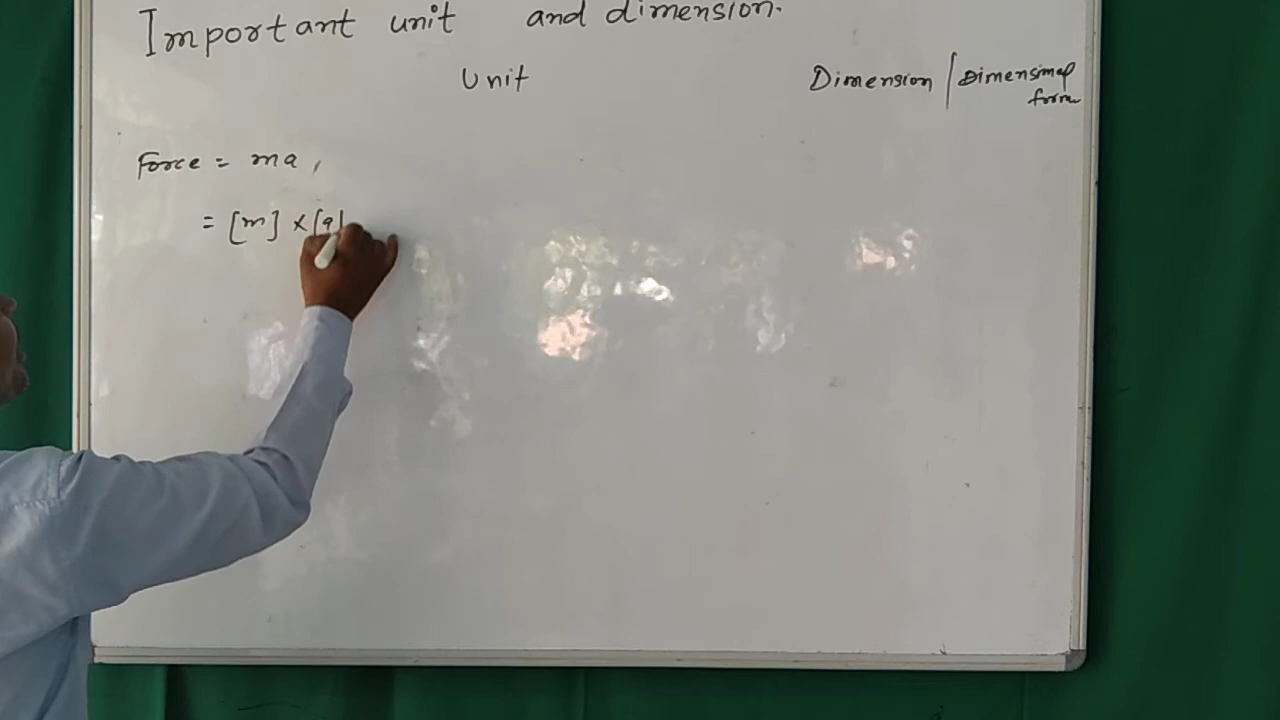 Important unit and dimension.
Unit Dimension / Dimensional
form
Force = ma,
= [m] × [a]